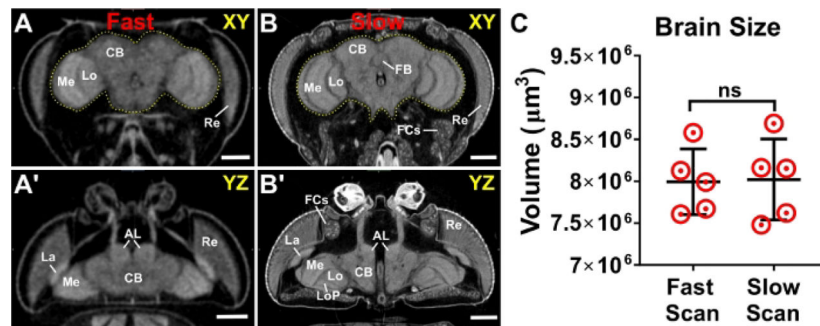 A Fast XY
CB
Me Lo
Re
B Slow XY
CB
FB
Me Lo
FCs Re
A' YZ
AL
Re
La
Me
CB
B' YZ
FCs
AL
Re
La
Me
Lo
CB
LoP
C Brain Size
Volume (μm³)
9.5×10⁶
9×10⁶
8.5×10⁶
8×10⁶
7.5×10⁶
7×10⁶
ns
Fast Scan
Slow Scan